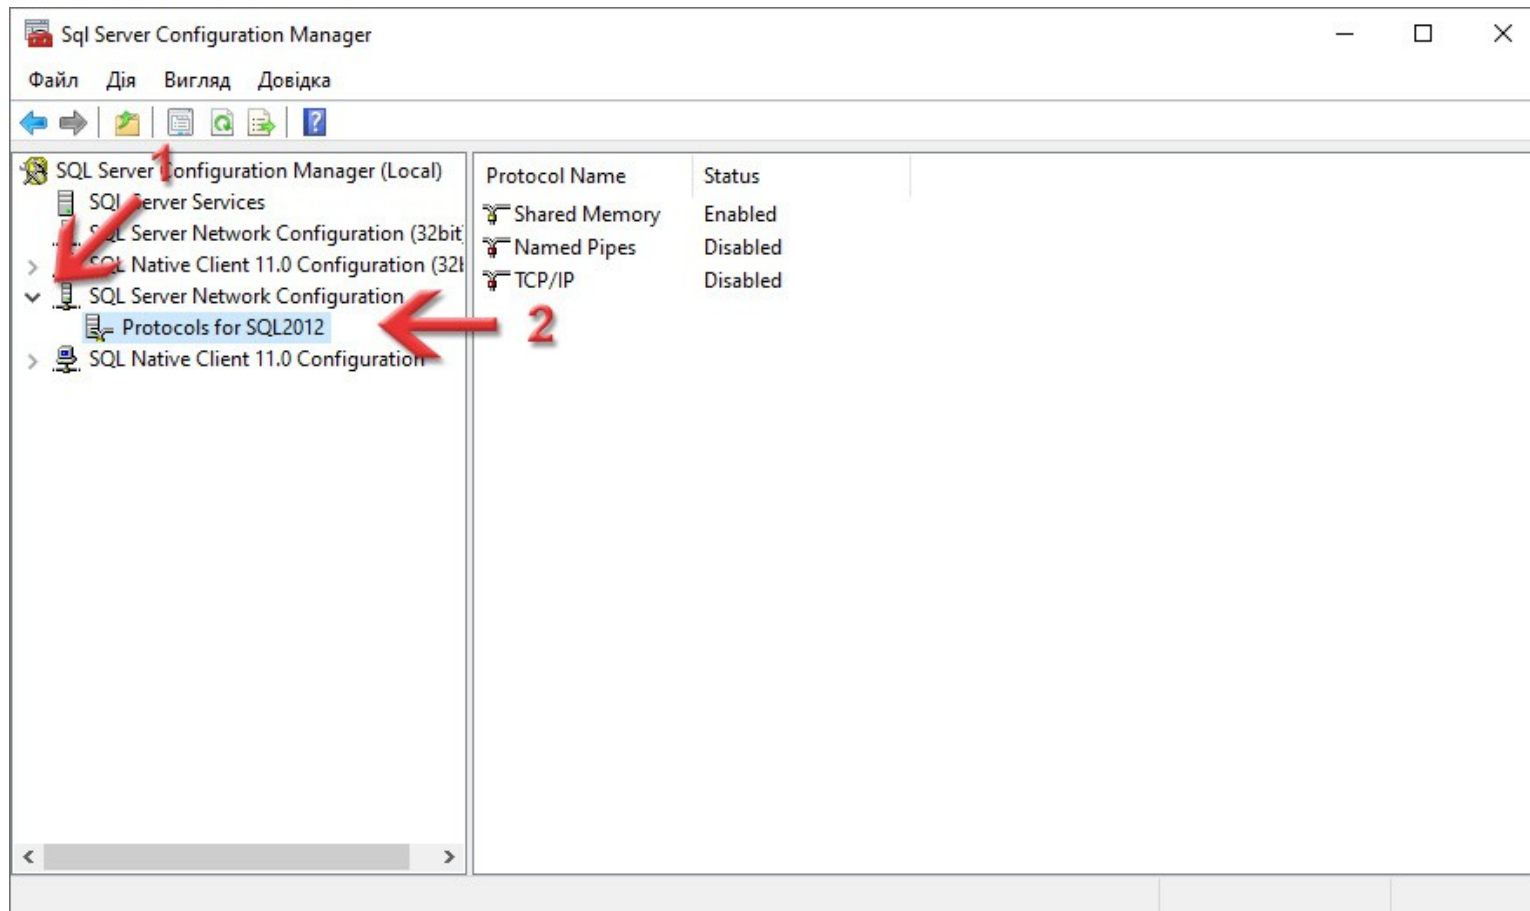 Sql Server Configuration Manager
Файл Дія Вигляд Довідка
1
SQL Server Configuration Manager (Local)
SQL Server Services
SQL Server Network Configuration (32bit
SQL Native Client 11.0 Configuration (32b
SQL Server Network Configuration
Protocols for SQL2012
SQL Native Client 11.0 Configuration
2
Protocol Name Status
Shared Memory Enabled
Named Pipes Disabled
TCP/IP Disabled